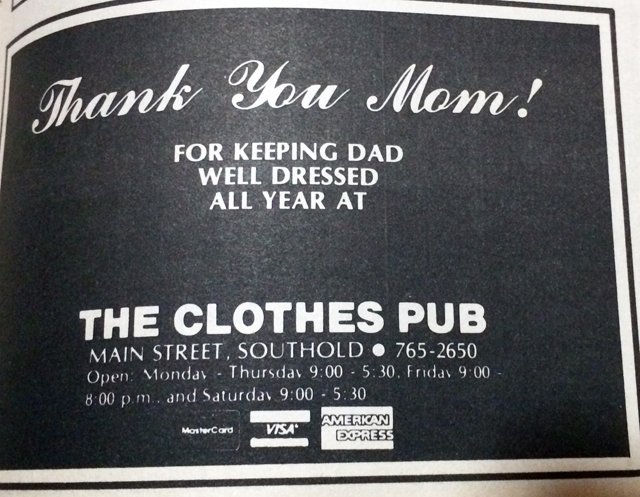 Thank You Mom!
FOR KEEPING DAD
WELL DRESSED
ALL YEAR AT
THE CLOTHES PUB
MAIN STREET, SOUTHOLD ● 765-2650
Open: Monday - Thursday 9:00 - 5:30, Friday 9:00 -
8:00 p.m., and Saturday 9:00 - 5:30
MasterCard VISA® AMERICAN
EXPRESS